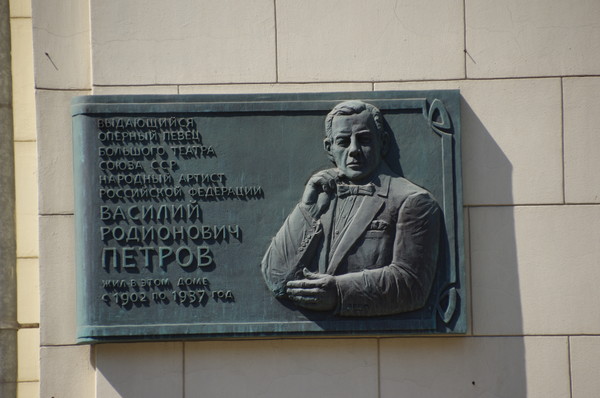 ВЫДАЮЩИЙСЯ
ОПЕРНЫЙ ПЕВЕЦ
БОЛЬШОГО ТЕАТРА
СОЮЗА ССР
НАРОДНЫЙ АРТИСТ
РОССИЙСКОЙ ФЕДЕРАЦИИ
ВАСИЛИЙ
РОДИОНОВИЧ
ПЕТРОВ
ЖИЛ В ЭТОМ ДОМЕ
С 1902 ПО 1937 ГОД